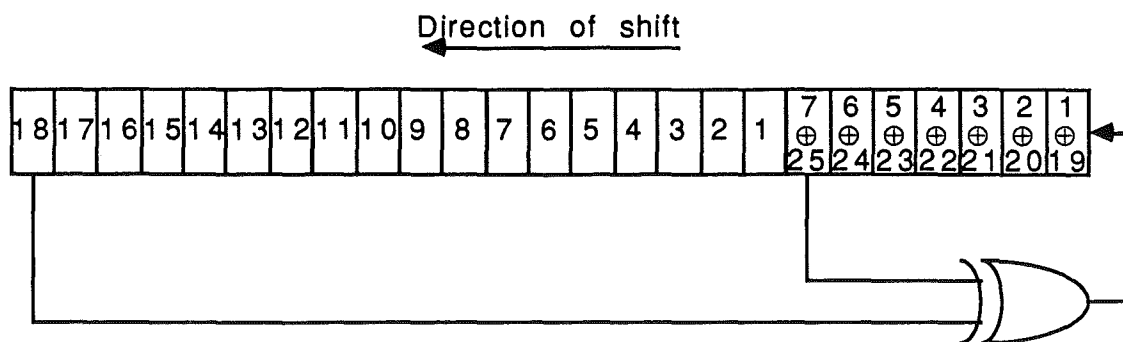 Direction of shift
18 17 16 15 14 13 12 11 10 9 8 7 6 5 4 3 2 1 7 6 5 4 3 2 1
⊕ ⊕ ⊕ ⊕ ⊕ ⊕ ⊕
25 24 23 22 21 20 19